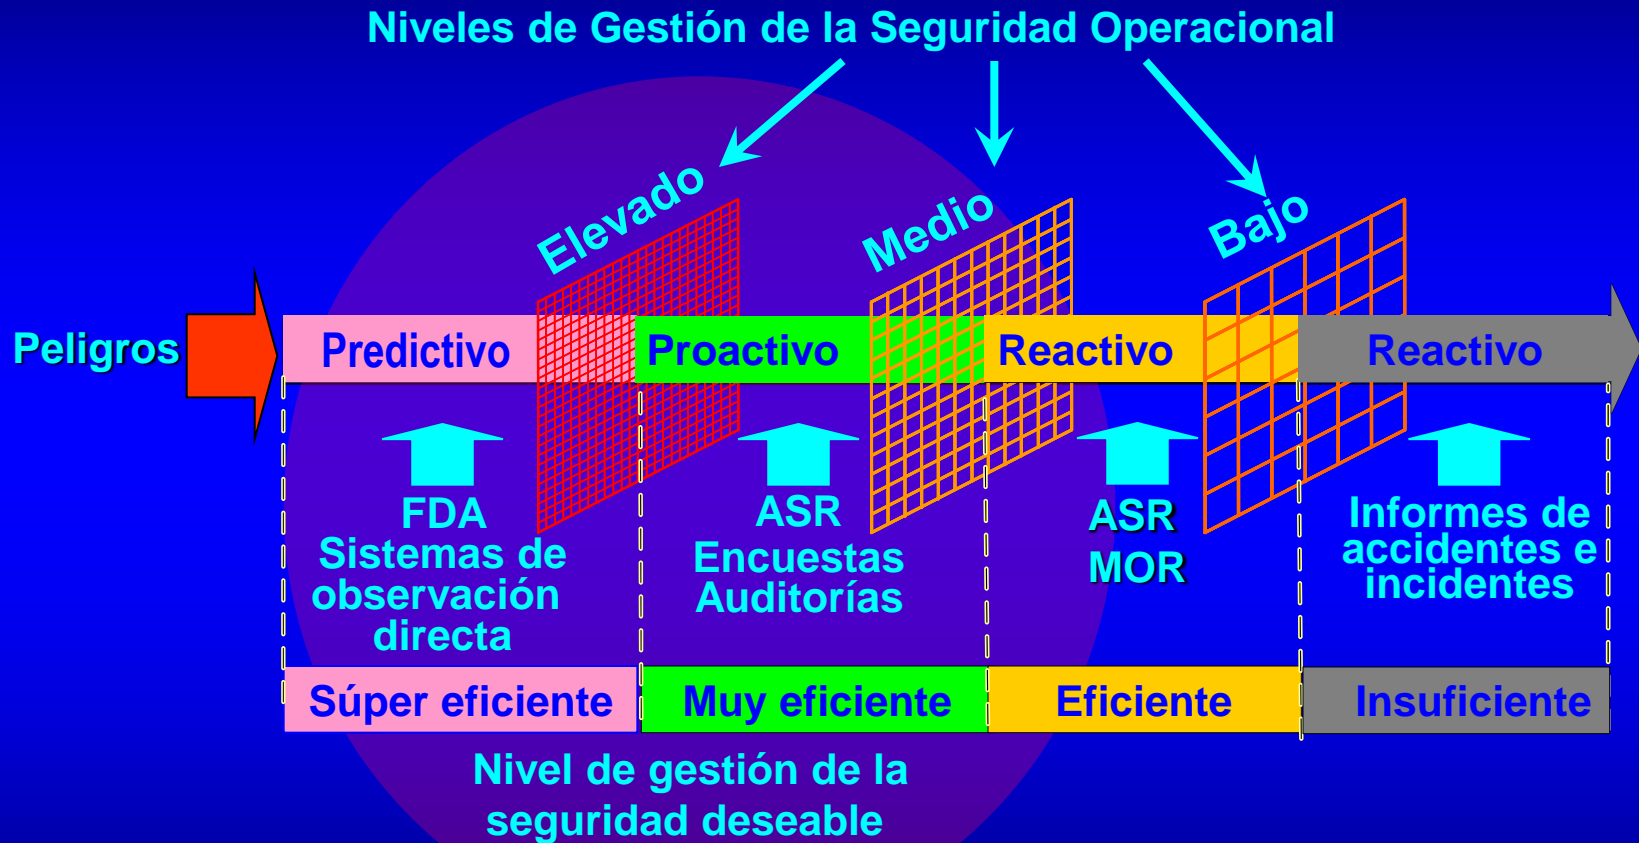 Niveles de Gestión de la Seguridad Operacional
Elevado
Medio
Bajo
Peligros
Predictivo
Proactivo
Reactivo
Reactivo
FDA
Sistemas de
observación
directa
ASR
Encuestas
Auditorías
ASR
MOR
Informes de
accidentes e
incidentes
Súper eficiente
Muy eficiente
Eficiente
Insuficiente
Nivel de gestión de la
seguridad deseable